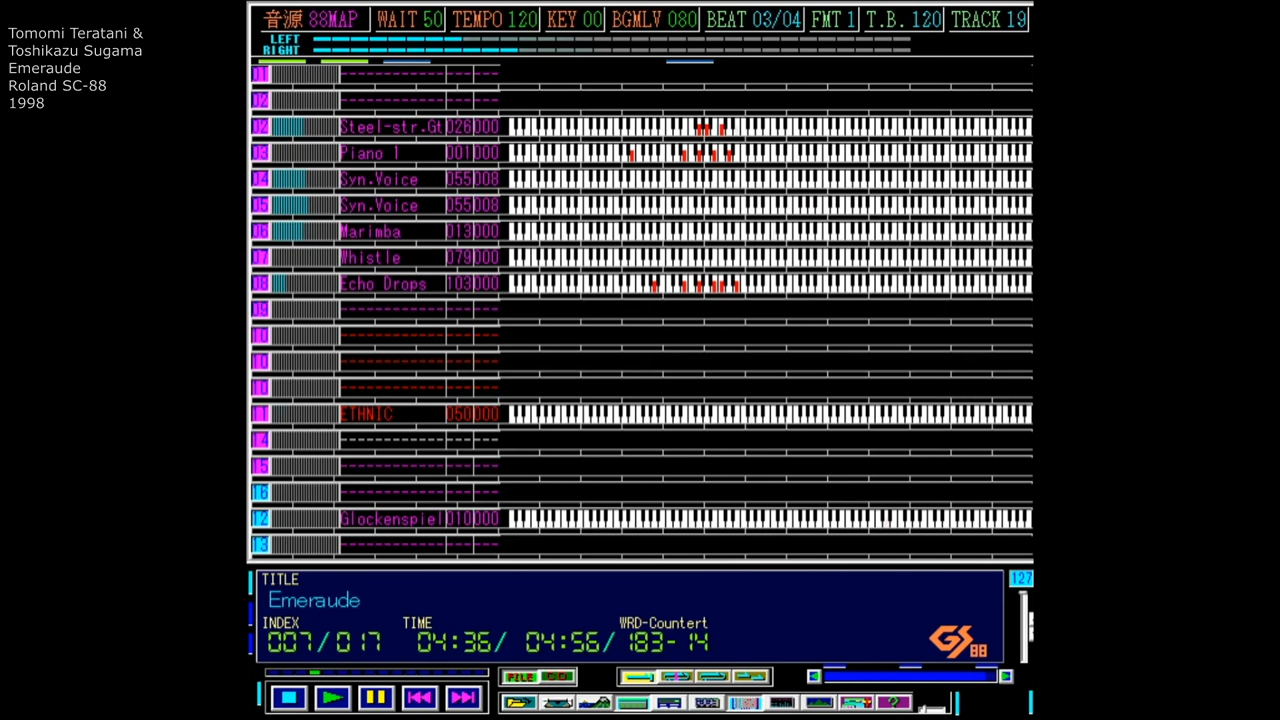 Tomomi Teratani &
Toshikazu Sugama
Emeraude
Roland SC-88
1998
音源 88MAP WAIT 50 TEMPO 120 KEY 00 BGMLV 080 BEAT 03/04 FMT 1 T.B. 120 TRACK 19
LEFT
RIGHT
01
02
02 Steel-str.Gt 026 000
03 Piano 1 001 000
04 Syn.Voice 055 008
05 Syn.Voice 055 008
06 Marimba 013 000
07 Whistle 079 000
08 Echo Drops 103 000
09
10
10
10
11 ETHNIC 050 000
14
15
16
12 Glockenspiel 010 000
13
TITLE
127
Emeraude
INDEX TIME WRD-Countert
007/017 04:36/ 04:56/ 183- 14
GS 88
FILE CD